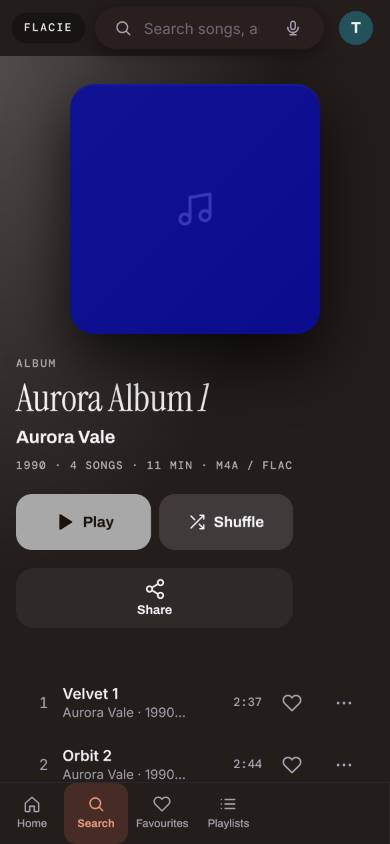 FLACIE
Search songs, a
T
ALBUM
Aurora Album 1
Aurora Vale
1990 · 4 SONGS · 11 MIN · M4A / FLAC
Play
Shuffle
Share
1 Velvet 1 2:37
Aurora Vale · 1990...
2 Orbit 2 2:44
Aurora Vale · 1990...
Home Search Favourites Playlists